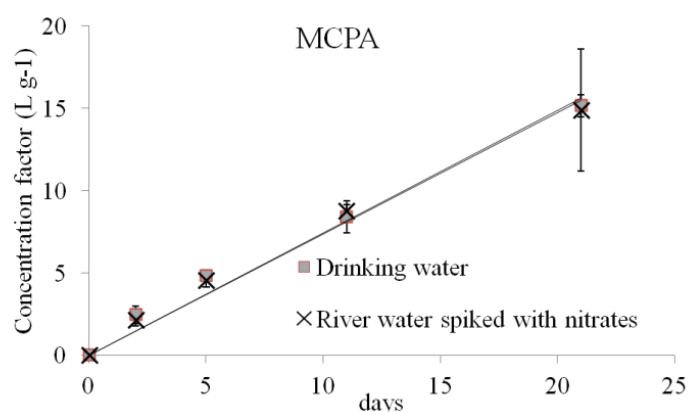 MCPA
Concentration factor (L g-1)
20
15
10
5
0
Drinking water
River water spiked with nitrates
0 5 10 15 20 25
days